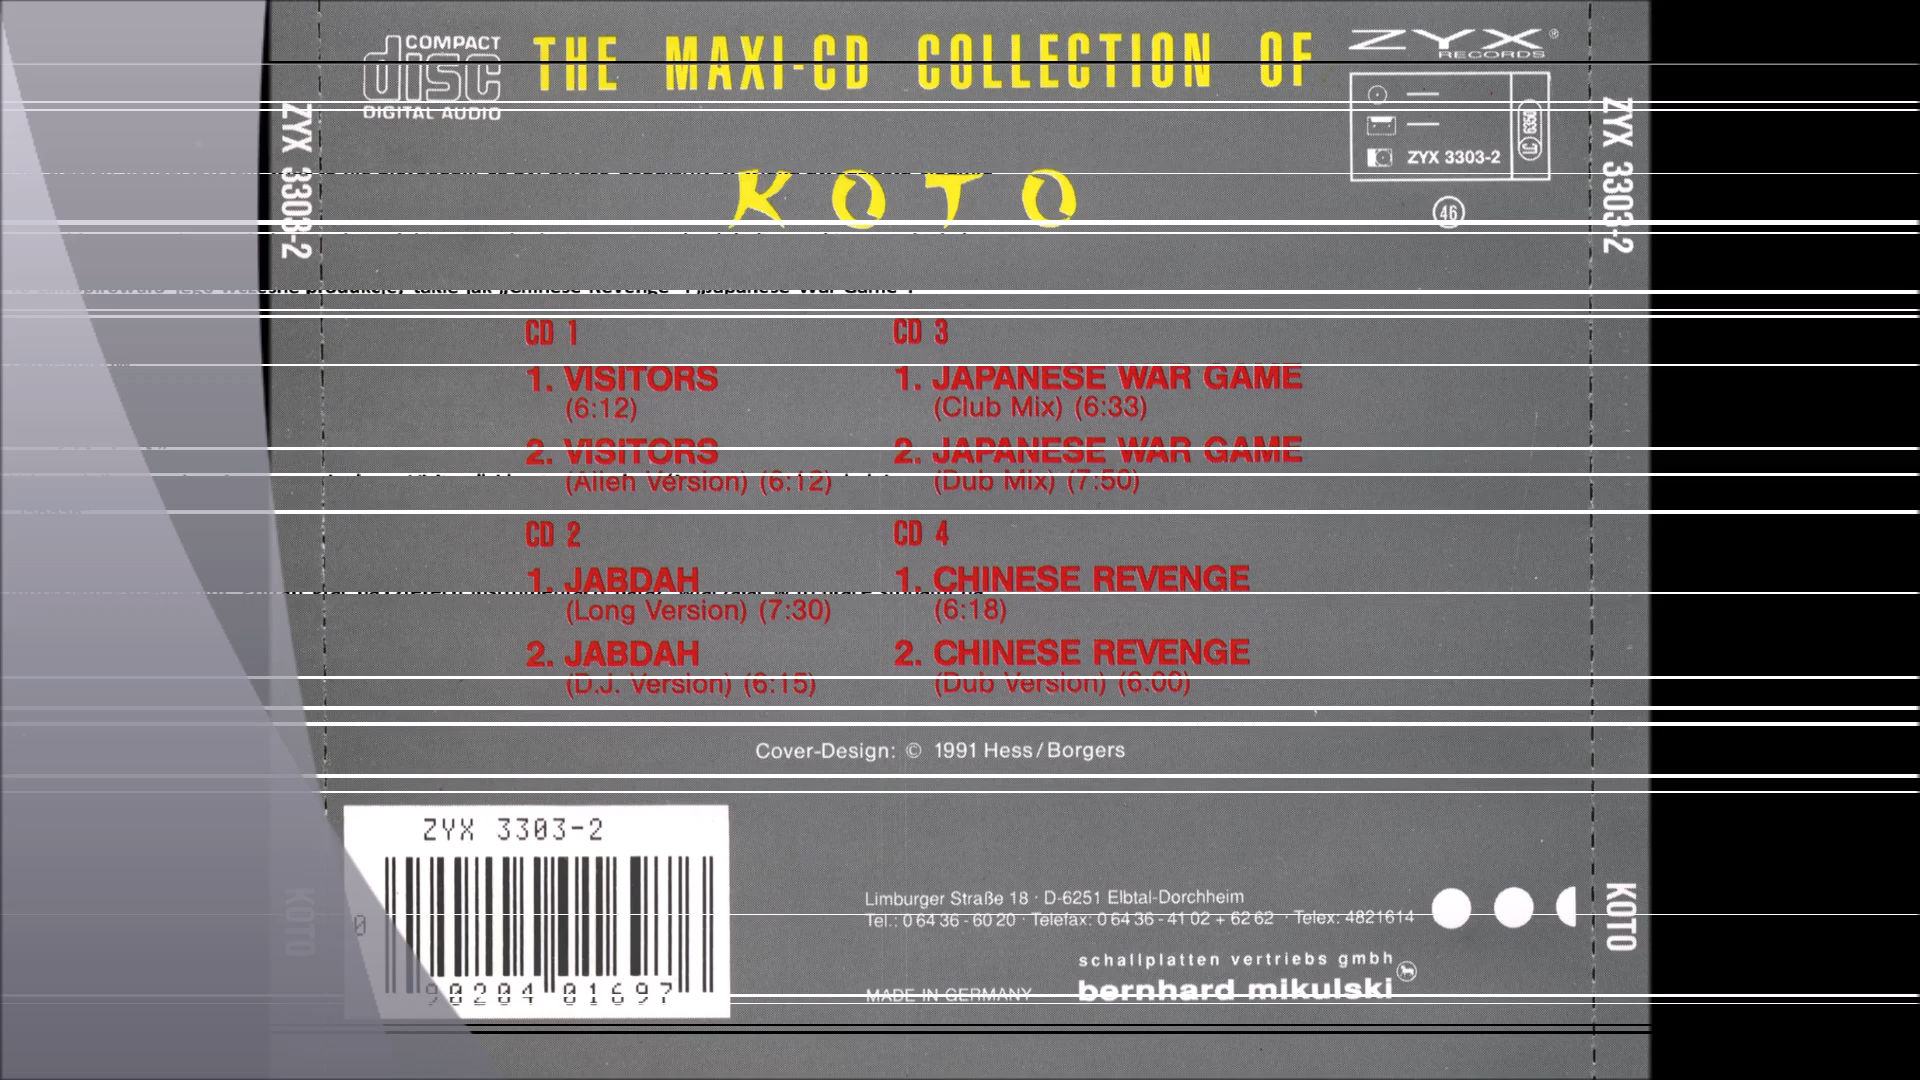 COMPACT
disc
DIGITAL AUDIO
THE MAXI-CD COLLECTION OF
ZYX®
RECORDS
ZYX 3303-2
LC 6350
46
KOTO
ZYX 3303-2
ZYX 3303-2
CD 1
1. VISITORS
(6:12)
2. VISITORS
(Alien Version) (6:12)
CD 2
1. JABDAH
(Long Version) (7:30)
2. JABDAH
(D.J. Version) (6:15)
CD 3
1. JAPANESE WAR GAME
(Club Mix) (6:33)
2. JAPANESE WAR GAME
(Dub Mix) (7:50)
CD 4
1. CHINESE REVENGE
(6:18)
2. CHINESE REVENGE
(Dub Version) (6:00)
Cover-Design: © 1991 Hess/Borgers
ZYX 3303-2
0 90204 01697
Limburger Straße 18 · D-6251 Elbtal-Dorchheim
Tel.: 0 64 36 - 60 20 · Telefax: 0 64 36 - 41 02 + 62 62 · Telex: 4821614
schallplatten vertriebs gmbh
MADE IN GERMANY bernhard mikulski
KOTO
KOTO